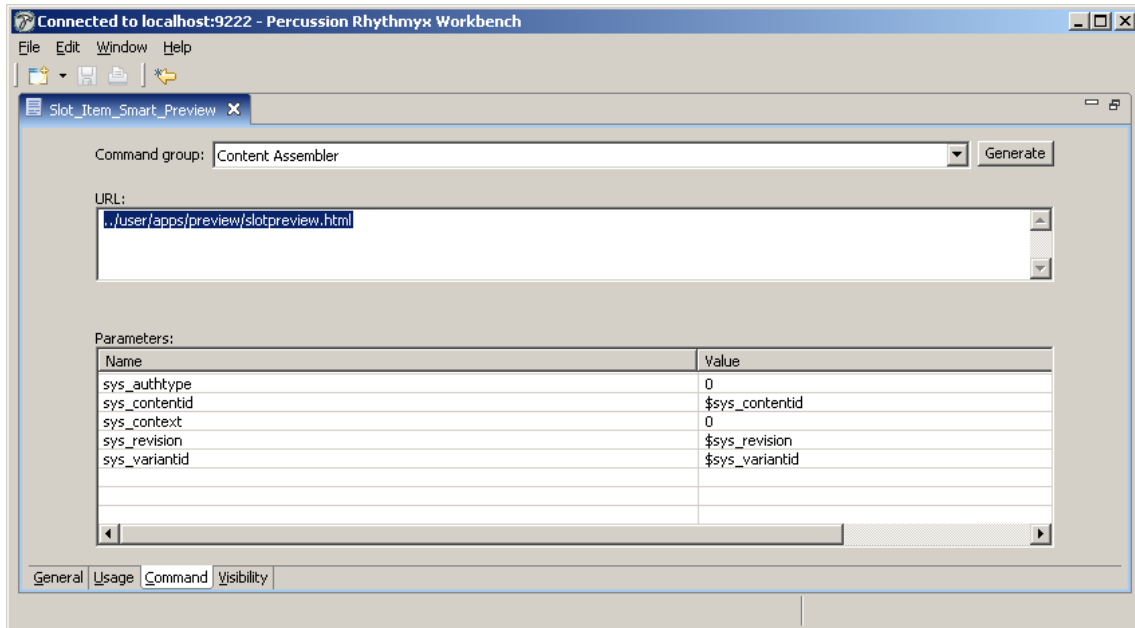 Connected to localhost:9222 - Percussion Rhythmyx Workbench
File Edit Window Help
Slot_Item_Smart_Preview
Command group: Content Assembler Generate
URL:
../user/apps/preview/slotpreview.html
Parameters:
Name Value
sys_authtype 0
sys_contentid $sys_contentid
sys_context 0
sys_revision $sys_revision
sys_variantid $sys_variantid
General Usage Command Visibility